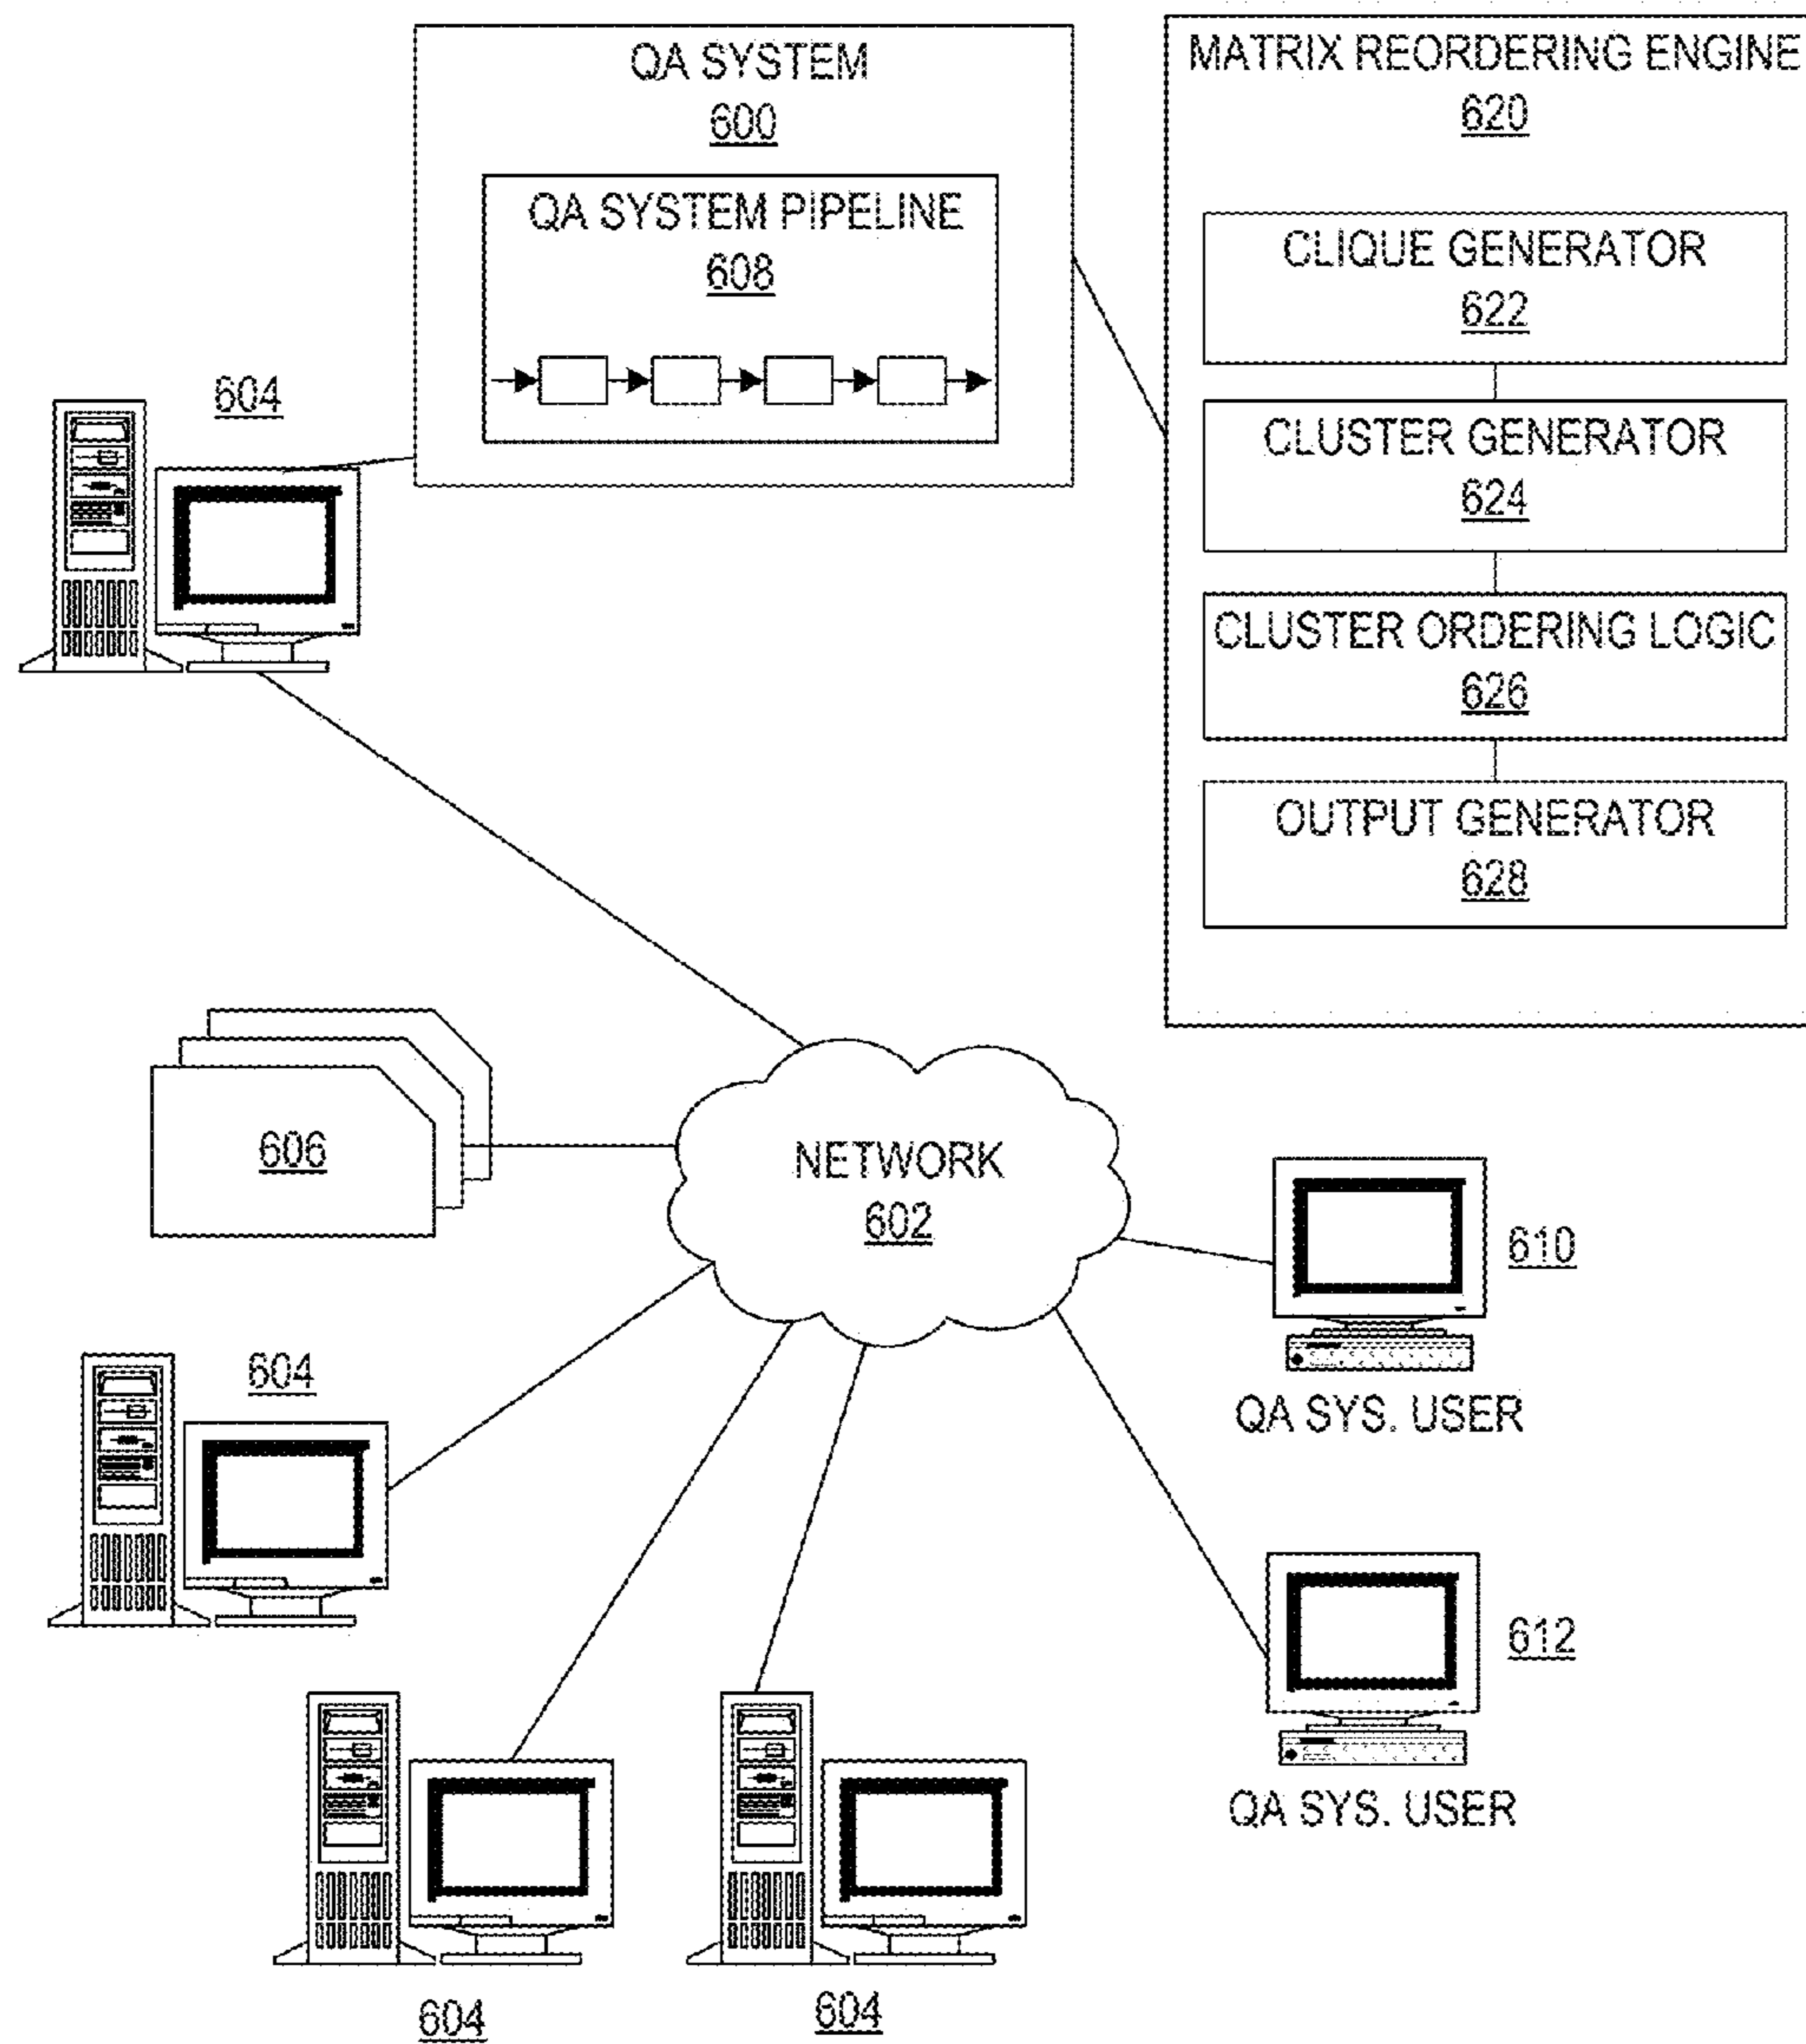 QA SYSTEM
600
QA SYSTEM PIPELINE
608
MATRIX REORDERING ENGINE
620
CLIQUE GENERATOR
622
CLUSTER GENERATOR
624
CLUSTER ORDERING LOGIC
626
OUTPUT GENERATOR
628
604
606
NETWORK
602
610
QA SYS. USER
604
612
QA SYS. USER
604
604